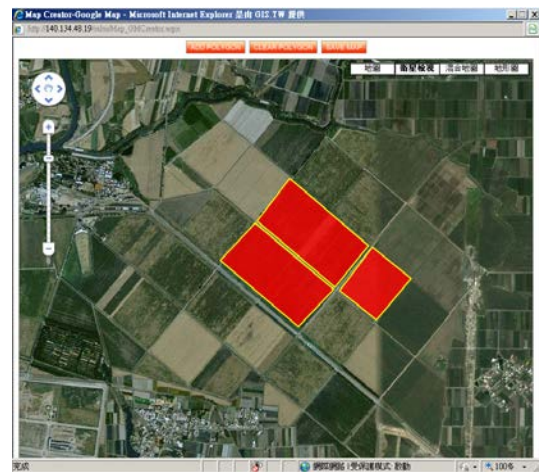 Map Creator-Google Map - Microsoft Internet Explorer 是由 GIS.TW 提供
ADD POLYGON CLEAR POLYGON SAVE MAP
地圖 衛星檢視 混合地圖 地形圖
完成 網際網路 | 受保護模式: 啟動 100%